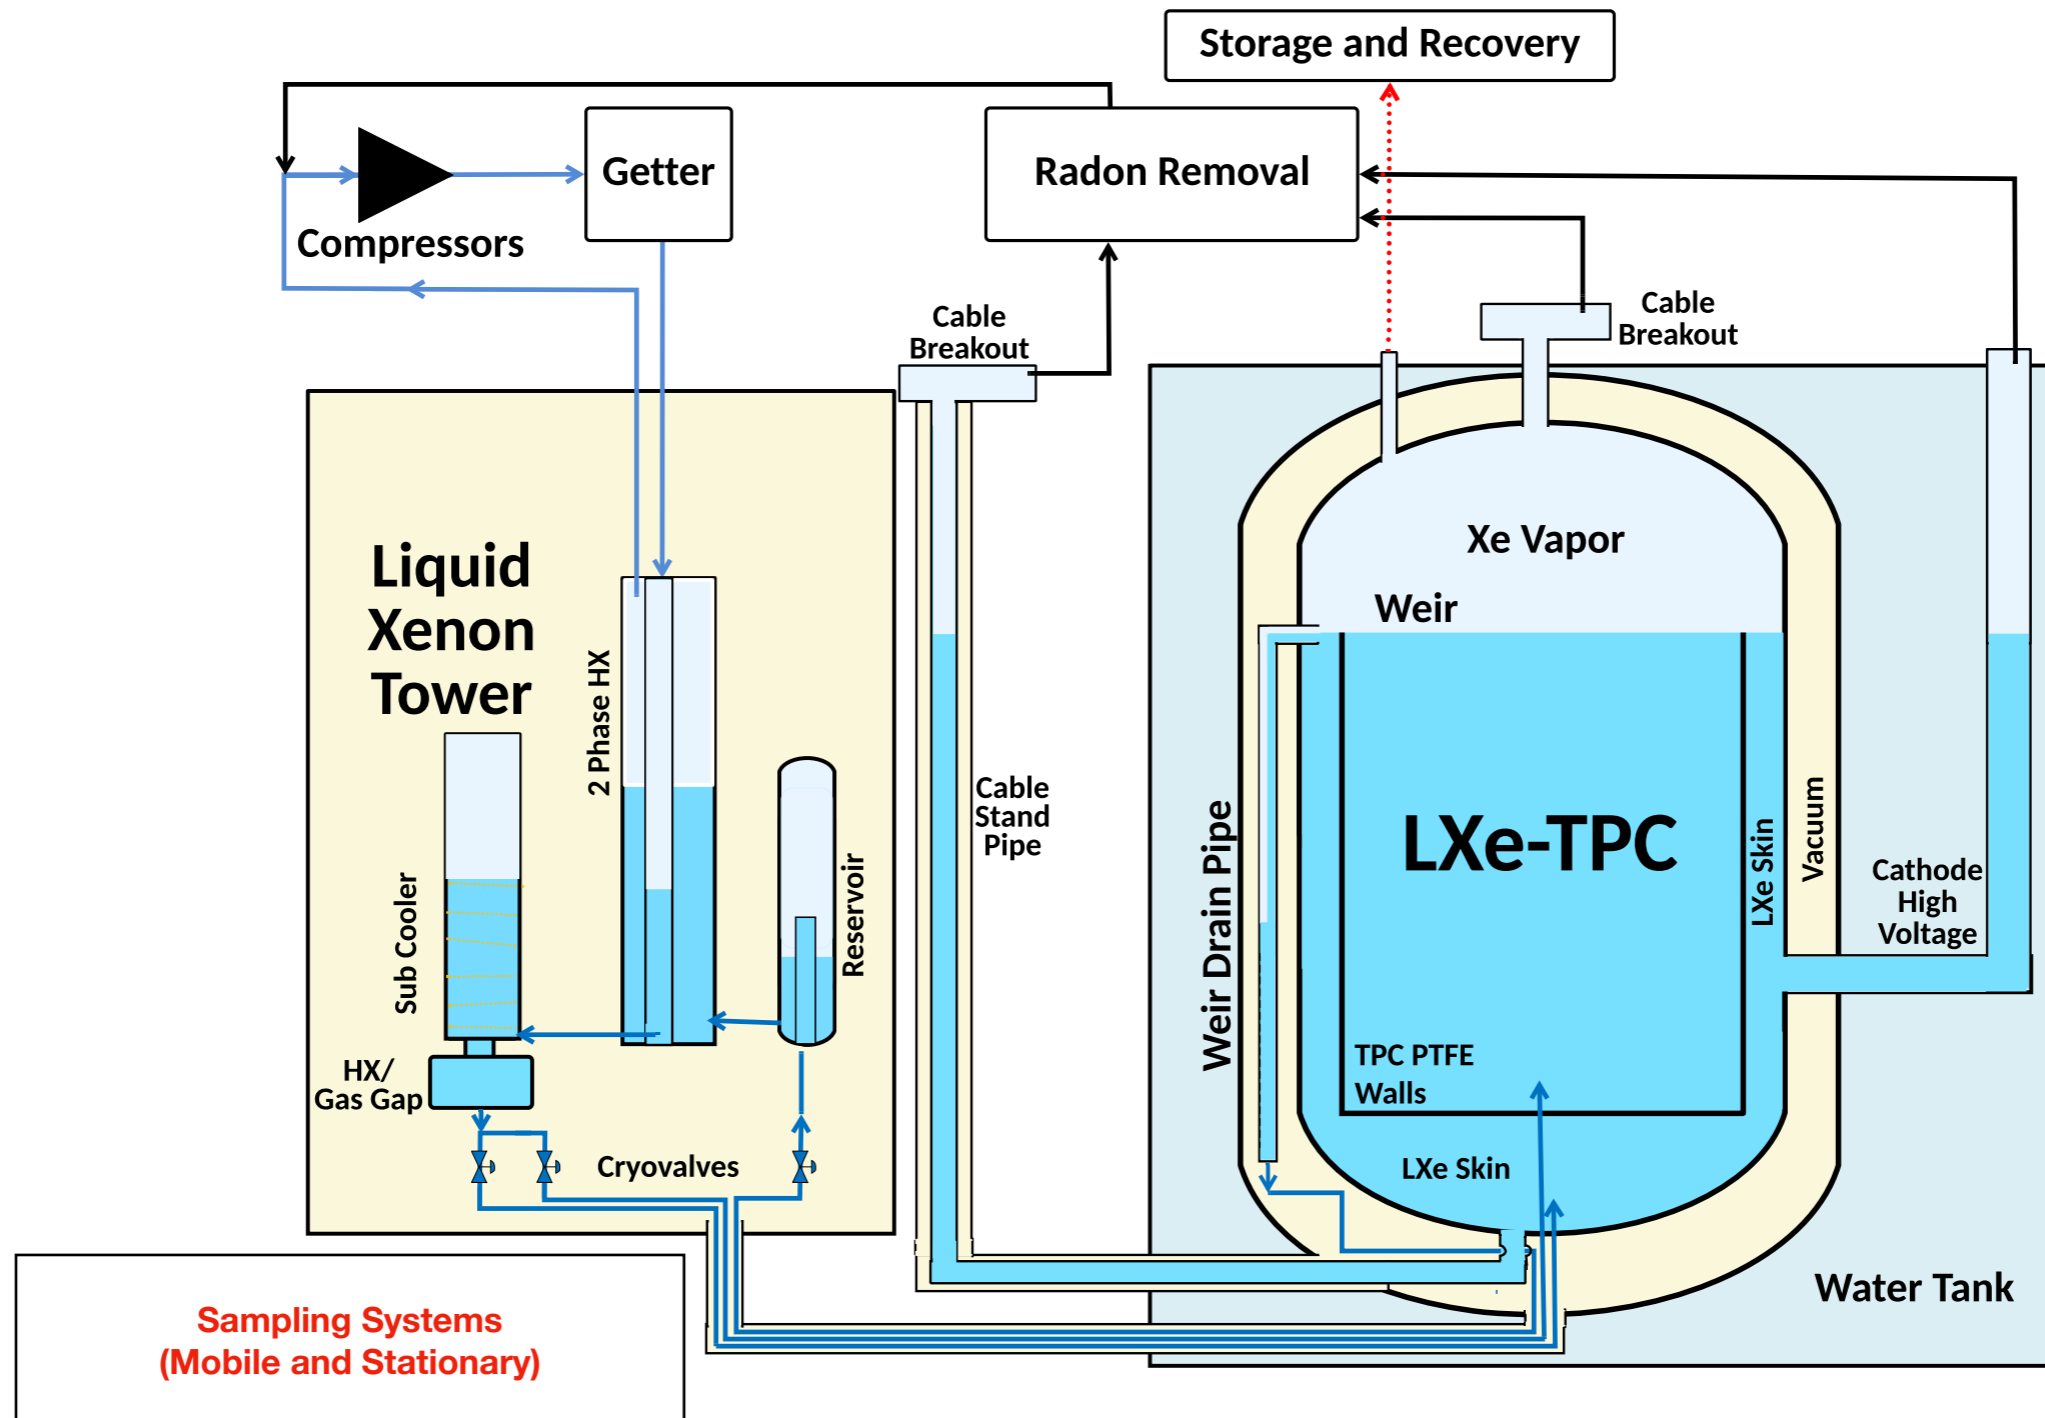 Storage and Recovery
Getter
Radon Removal
Compressors
Cable
Breakout
Cable
Breakout
Liquid
Xenon
Tower
2 Phase HX
Sub Cooler
Reservoir
HX/
Gas Gap
Cryovalves
Cable
Stand
Pipe
Xe Vapor
Weir
Weir Drain Pipe
LXe-TPC
LXe Skin
Vacuum
Cathode
High
Voltage
TPC PTFE
Walls
LXe Skin
Water Tank
Sampling Systems
(Mobile and Stationary)